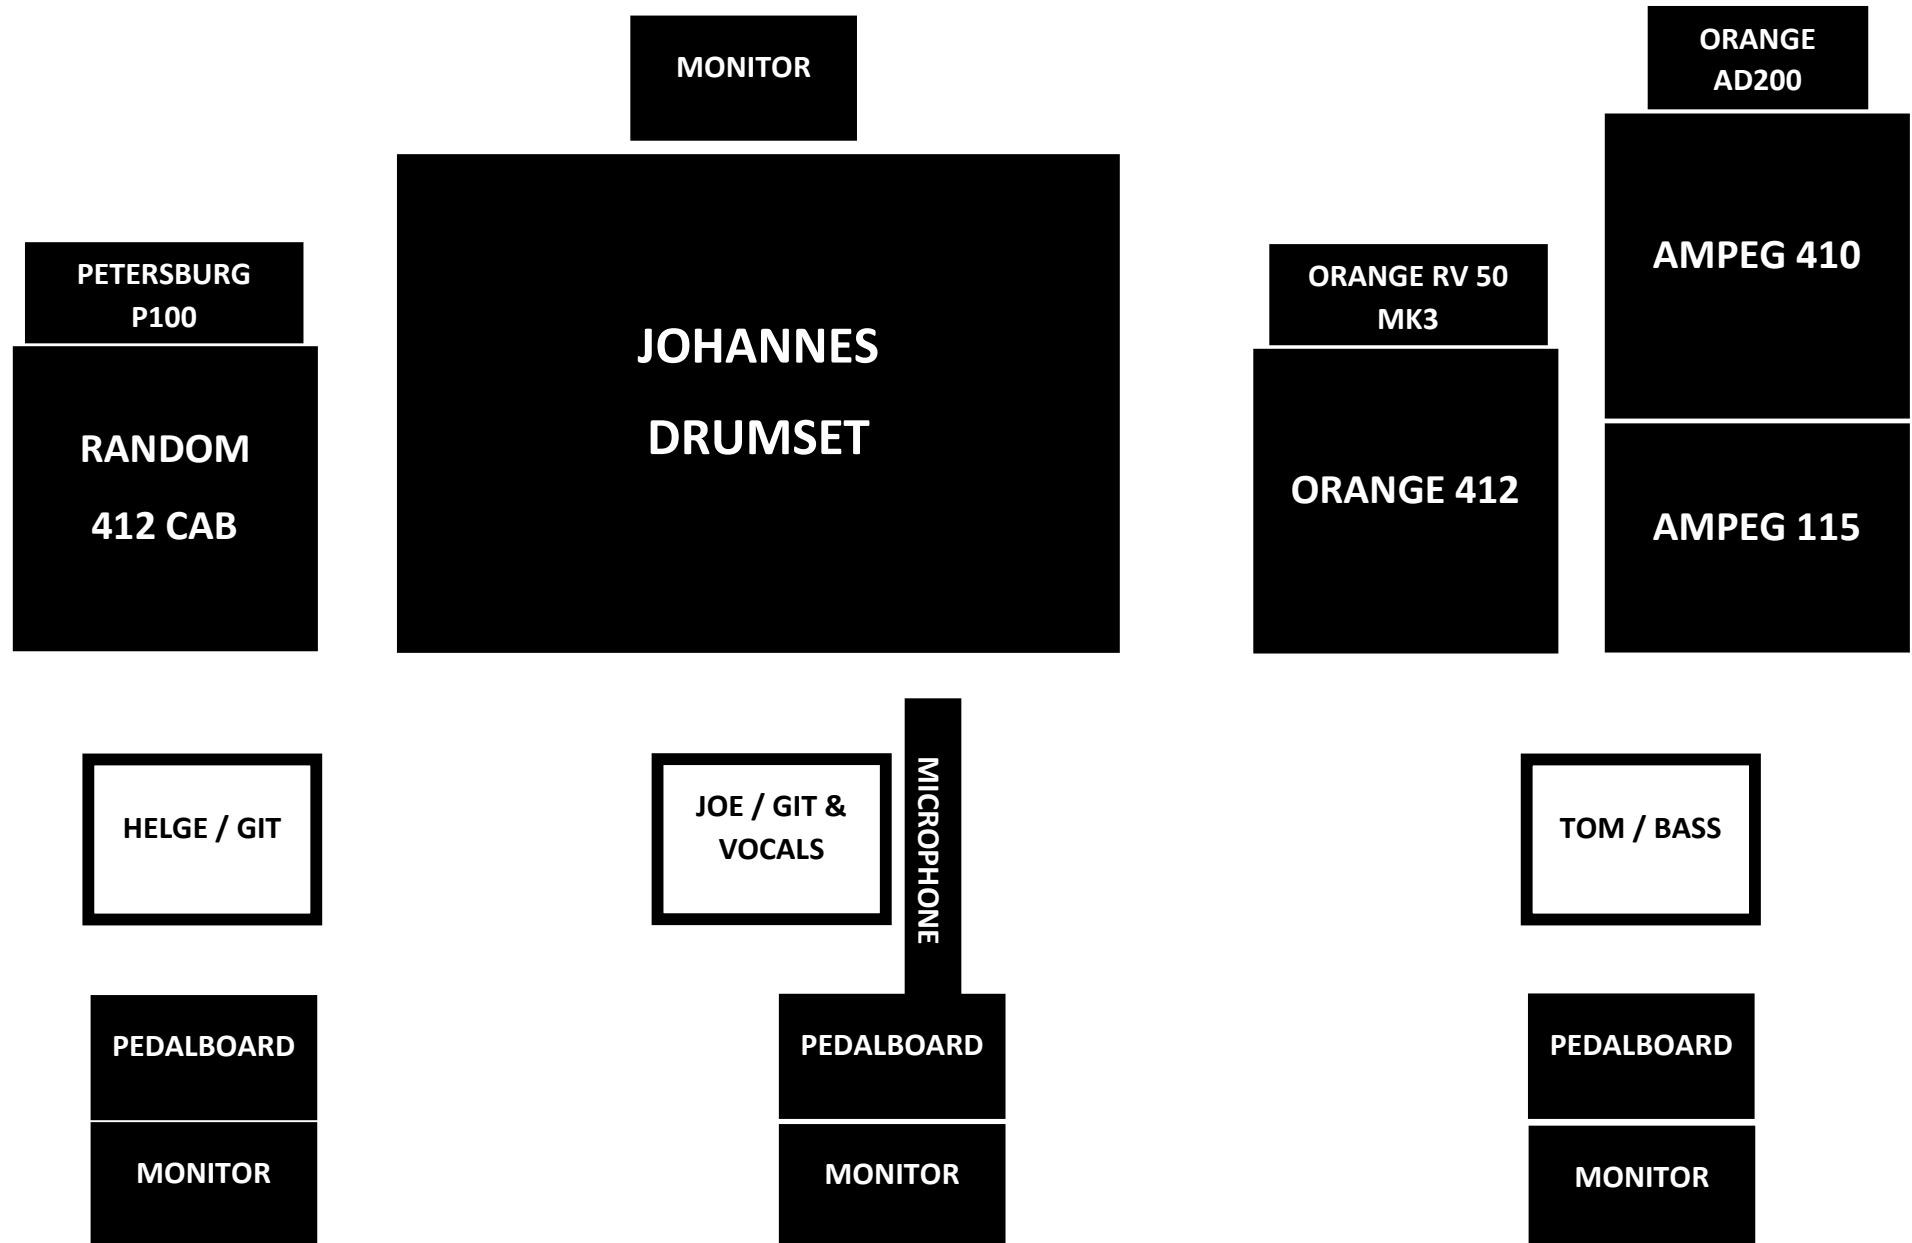 MONITOR
ORANGE
AD200
AMPEG 410
PETERSBURG
P100
ORANGE RV 50
MK3
JOHANNES
DRUMSET
RANDOM
412 CAB
ORANGE 412
AMPEG 115
HELGE / GIT
JOE / GIT &
VOCALS
MICROPHONE
TOM / BASS
PEDALBOARD
PEDALBOARD
PEDALBOARD
MONITOR
MONITOR
MONITOR